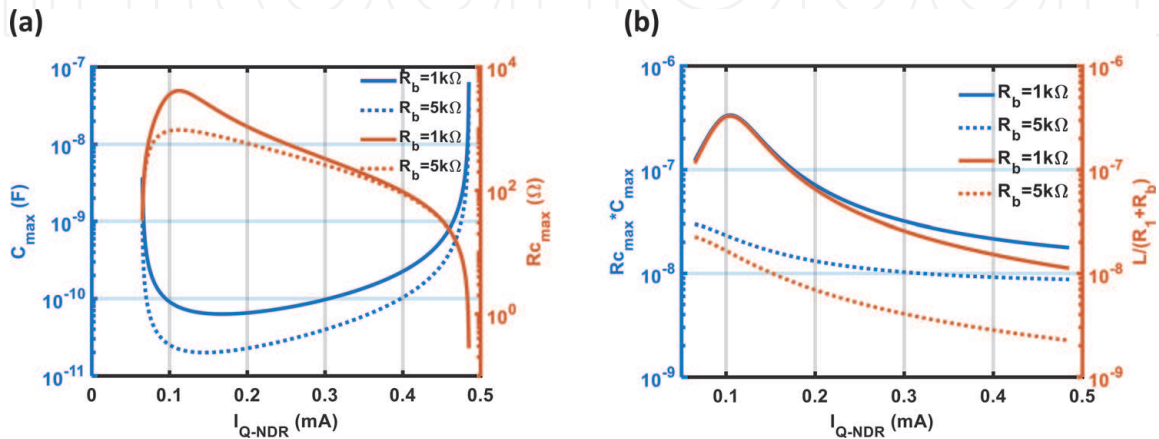 (a)
(b)
10^-7
10^-8
10^-9
10^-10
10^-11
C_max (F)
10^4
10^2
10^0
Rc_max (Ω)
R_b=1kΩ
R_b=5kΩ
R_b=1kΩ
R_b=5kΩ
0 0.1 0.2 0.3 0.4 0.5
I_Q-NDR (mA)
10^-6
10^-7
10^-8
10^-9
Rc_max*C_max
10^-6
10^-7
10^-8
10^-9
L/(R_1+R_b)
R_b=1kΩ
R_b=5kΩ
R_b=1kΩ
R_b=5kΩ
0.1 0.2 0.3 0.4 0.5
I_Q-NDR (mA)